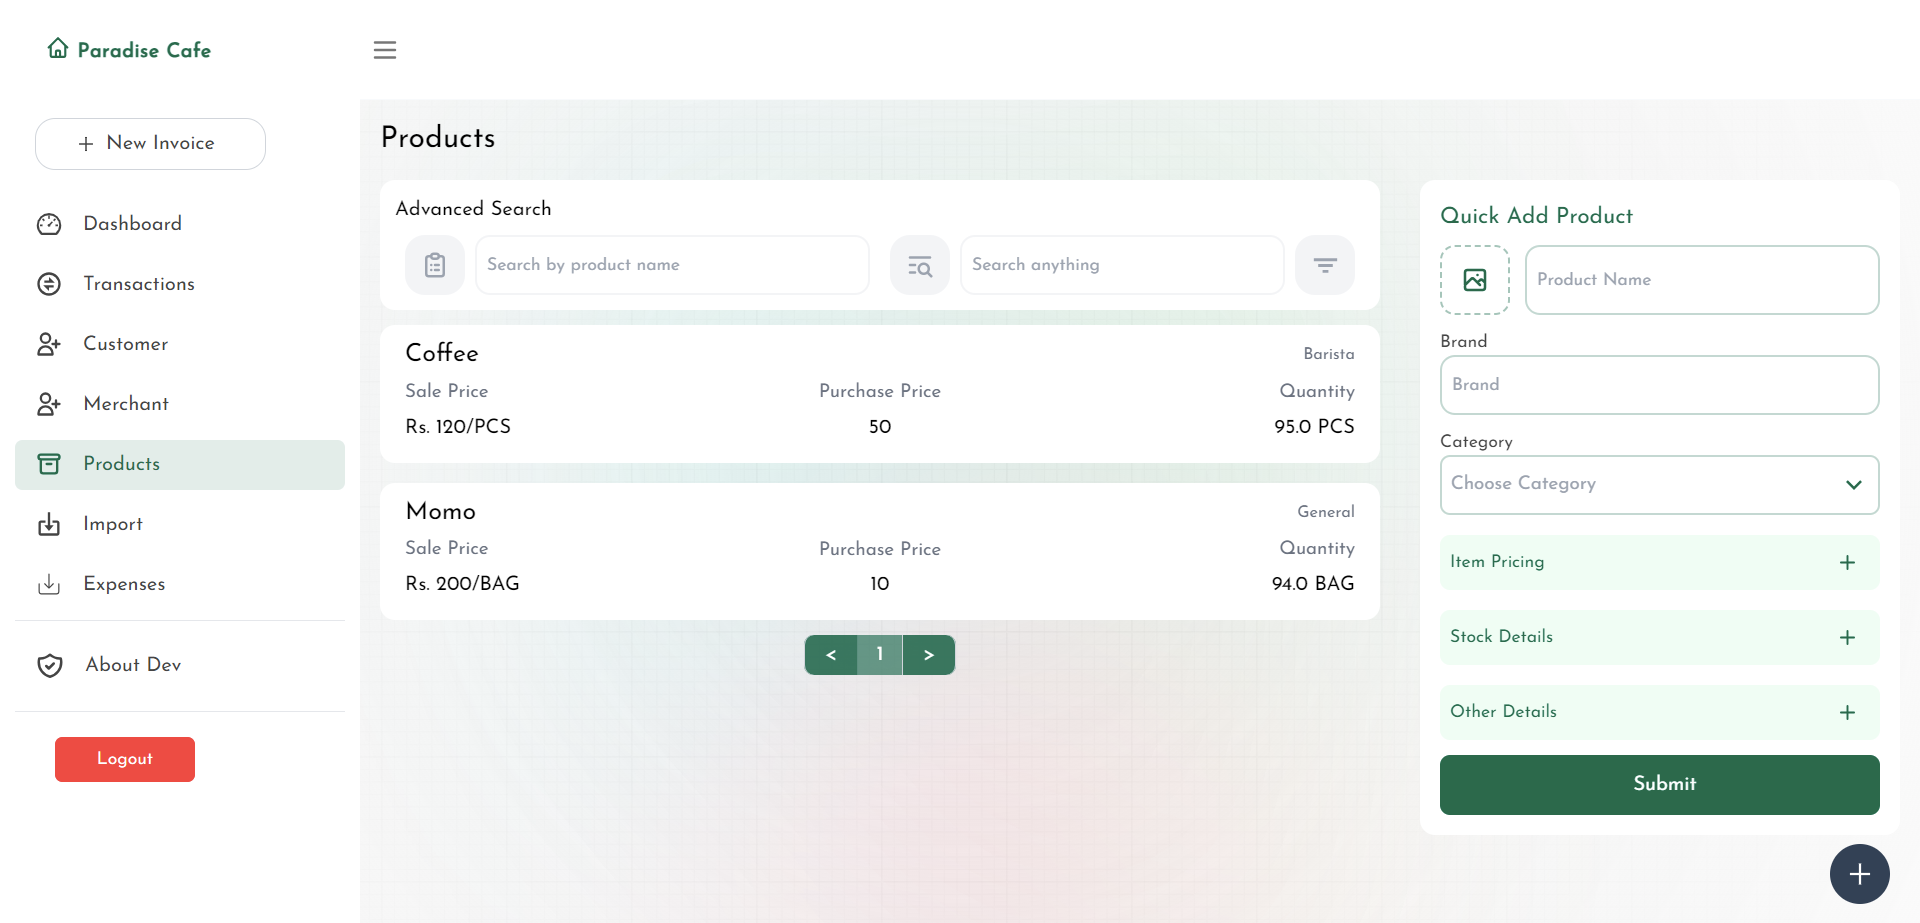 Paradise Cafe
+ New Invoice
Dashboard
Transactions
Customer
Merchant
Products
Import
Expenses
About Dev
Logout
Products
Advanced Search
Search by product name
Search anything
Coffee
Barista
Sale Price
Purchase Price
Quantity
Rs. 120/PCS
50
95.0 PCS
Momo
General
Sale Price
Purchase Price
Quantity
Rs. 200/BAG
10
94.0 BAG
< 1 >
Quick Add Product
Product Name
Brand
Brand
Category
Choose Category
Item Pricing +
Stock Details +
Other Details +
Submit
+